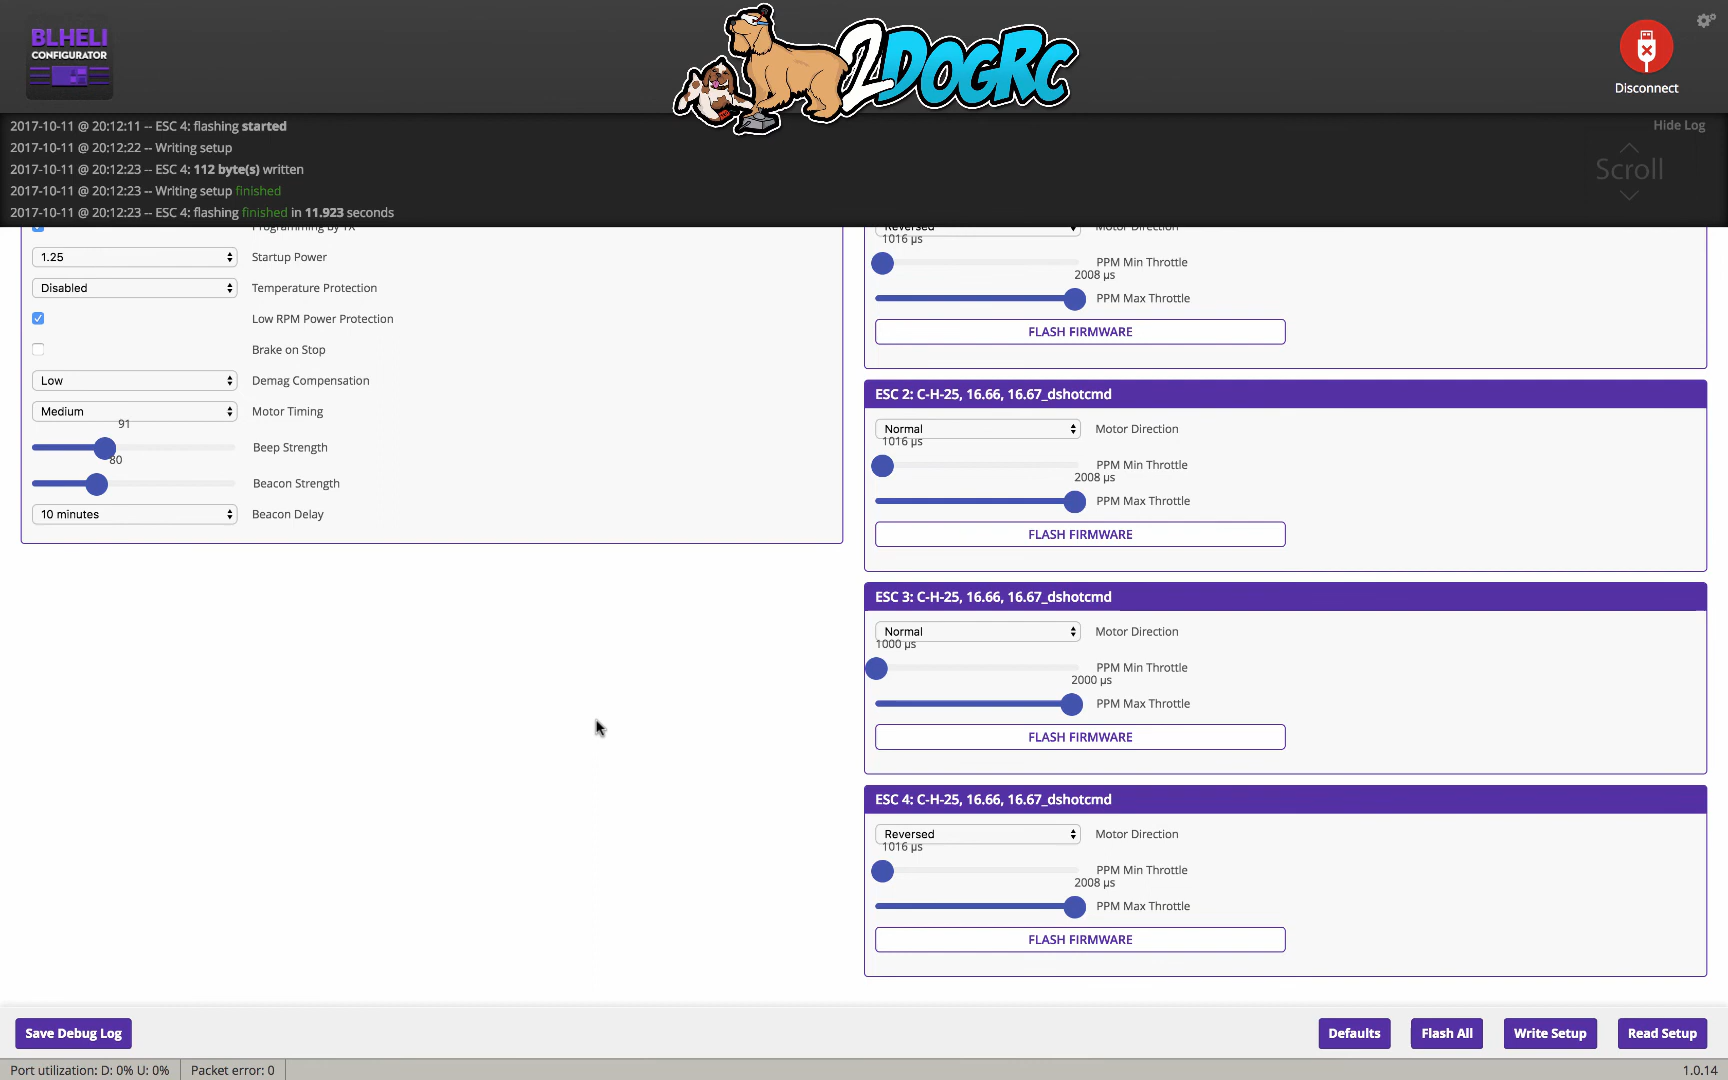 BLHELI
CONFIGURATOR
2DOGRC
Disconnect
2017-10-11 @ 20:12:11 -- ESC 4: flashing started
Hide Log
2017-10-11 @ 20:12:22 -- Writing setup
2017-10-11 @ 20:12:23 -- ESC 4: 112 byte(s) written
Scroll
2017-10-11 @ 20:12:23 -- Writing setup finished
2017-10-11 @ 20:12:23 -- ESC 4: flashing finished in 11.923 seconds
Programming by TX
1.25 Startup Power
Disabled Temperature Protection
Low RPM Power Protection
Brake on Stop
Low Demag Compensation
Medium Motor Timing
91
Beep Strength
80
Beacon Strength
10 minutes Beacon Delay
Reversed Motor Direction
1016 µs
PPM Min Throttle
2008 µs
PPM Max Throttle
FLASH FIRMWARE
ESC 2: C-H-25, 16.66, 16.67_dshotcmd
Normal Motor Direction
1016 µs
PPM Min Throttle
2008 µs
PPM Max Throttle
FLASH FIRMWARE
ESC 3: C-H-25, 16.66, 16.67_dshotcmd
Normal Motor Direction
1000 µs
PPM Min Throttle
2000 µs
PPM Max Throttle
FLASH FIRMWARE
ESC 4: C-H-25, 16.66, 16.67_dshotcmd
Reversed Motor Direction
1016 µs
PPM Min Throttle
2008 µs
PPM Max Throttle
FLASH FIRMWARE
Save Debug Log
Defaults Flash All Write Setup Read Setup
Port utilization: D: 0% U: 0% Packet error: 0 1.0.14